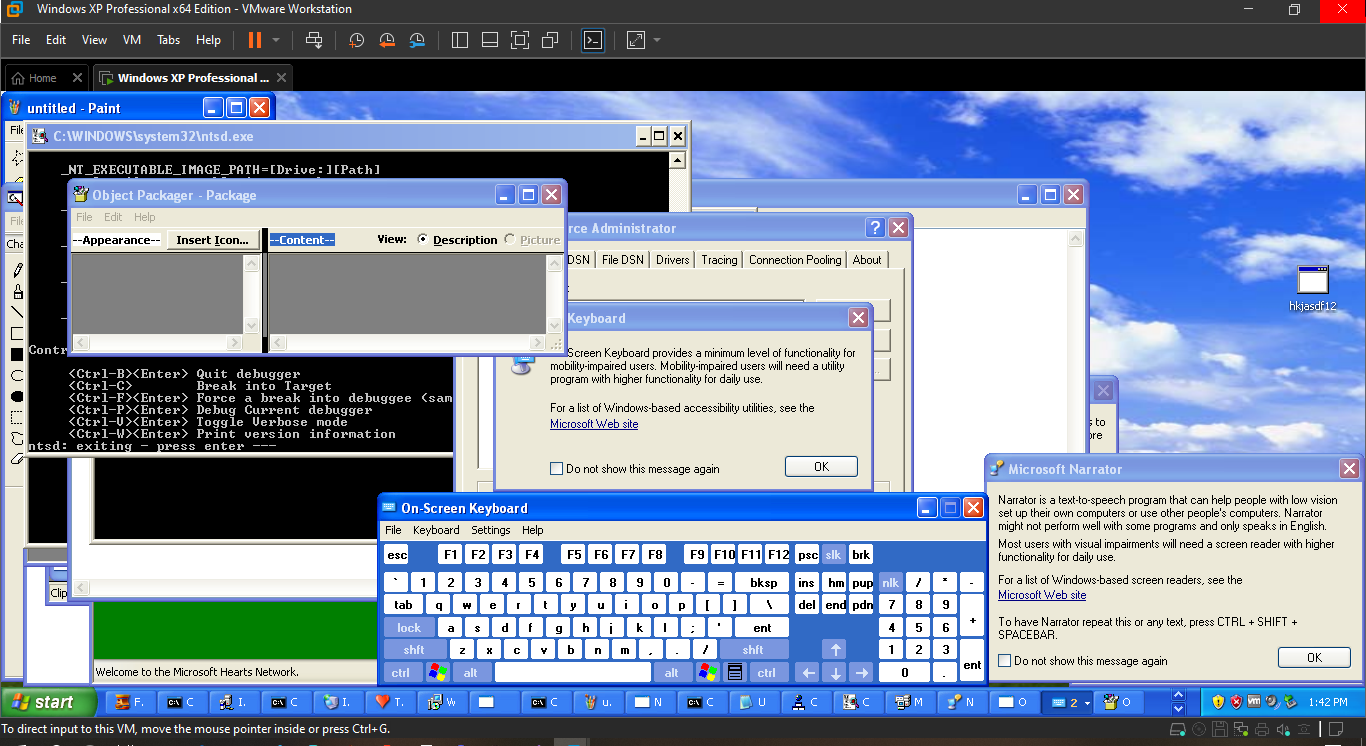 Windows XP Professional x64 Edition - VMware Workstation
File Edit View VM Tabs Help
Home
Windows XP Professional ...
untitled - Paint
File
C:\WINDOWS\system32\ntsd.exe
_NT_EXECUTABLE_IMAGE_PATH=[Drive:][Path]
Object Packager - Package
File Edit Help
--Appearance-- Insert Icon... --Content-- View: Description Picture
rce Administrator
DSN File DSN Drivers Tracing Connection Pooling About
Cha
hkjasdf12
Keyboard
Screen Keyboard provides a minimum level of functionality for
mobility-impaired users. Mobility-impaired users will need a utility
program with higher functionality for daily use.
For a list of Windows-based accessibility utilities, see the
Microsoft Web site
Do not show this message again OK
Contr
<Ctrl-B><Enter> Quit debugger
<Ctrl-C> Break into Target
<Ctrl-F><Enter> Force a break into debuggee (sam
<Ctrl-P><Enter> Debug Current debugger
<Ctrl-V><Enter> Toggle Verbose mode
<Ctrl-W><Enter> Print version information
ntsd: exiting - press enter ---
s to
ore
Microsoft Narrator
Narrator is a text-to-speech program that can help people with low vision
set up their own computers or use other people's computers. Narrator
might not perform well with some programs and only speaks in English.
Most users with visual impairments will need a screen reader with higher
functionality for daily use.
For a list of Windows-based screen readers, see the
Microsoft Web site
To have Narrator repeat this or any text, press CTRL + SHIFT +
SPACEBAR.
Do not show this message again OK
On-Screen Keyboard
File Keyboard Settings Help
esc F1 F2 F3 F4 F5 F6 F7 F8 F9 F10 F11 F12 psc slk brk
` 1 2 3 4 5 6 7 8 9 0 - = bksp ins hm pup nlk / * -
tab q w e r t y u i o p [ ] \ del end pdn 7 8 9 +
lock a s d f g h j k l ; ' ent 4 5 6
shft z x c v b n m , . / shft ↑ 1 2 3 ent
ctrl alt alt ctrl ← ↓ → 0 .
Clip
Welcome to the Microsoft Hearts Network.
start F. C I. C I. T. W C u. N C U C C M N O 2 O 1:42 PM
To direct input to this VM, move the mouse pointer inside or press Ctrl+G.